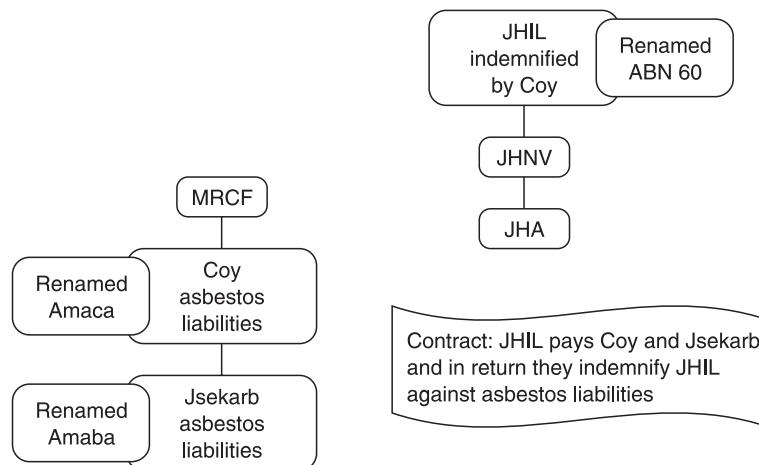 JHIL
indemnified
by Coy
Renamed
ABN 60
JHNV
JHA
MRCF
Renamed
Amaca
Coy
asbestos
liabilities
Renamed
Amaba
Jsekarb
asbestos
liabilities
Contract: JHIL pays Coy and Jsekarb
and in return they indemnify JHIL
against asbestos liabilities